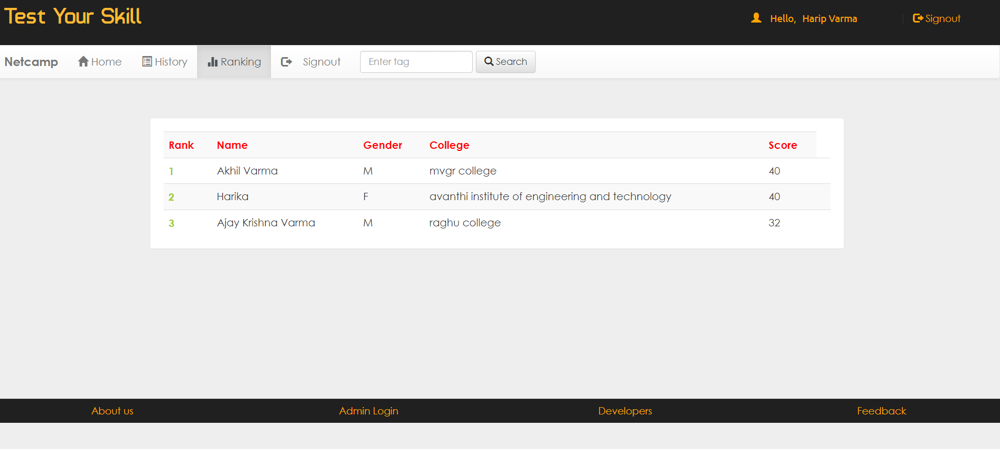 Test Your Skill
Hello, Harip Varma Signout
Netcamp Home History Ranking Signout Enter tag Search
Rank Name Gender College Score
1 Akhil Varma M mvgr college 40
2 Harika F avanthi institute of engineering and technology 40
3 Ajay Krishna Varma M raghu college 32
About us Admin Login Developers Feedback